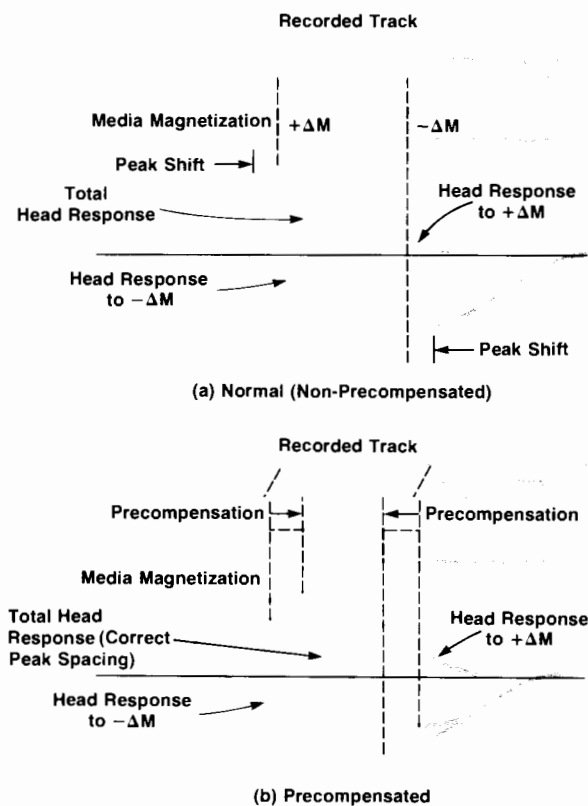 Recorded Track
Media Magnetization
+ΔM
−ΔM
Peak Shift
Total
Head Response
Head Response
to +ΔM
Head Response
to −ΔM
Peak Shift
(a) Normal (Non-Precompensated)
Recorded Track
Precompensation
Precompensation
Media Magnetization
Total Head
Response (Correct
Peak Spacing)
Head Response
to +ΔM
Head Response
to −ΔM
(b) Precompensated